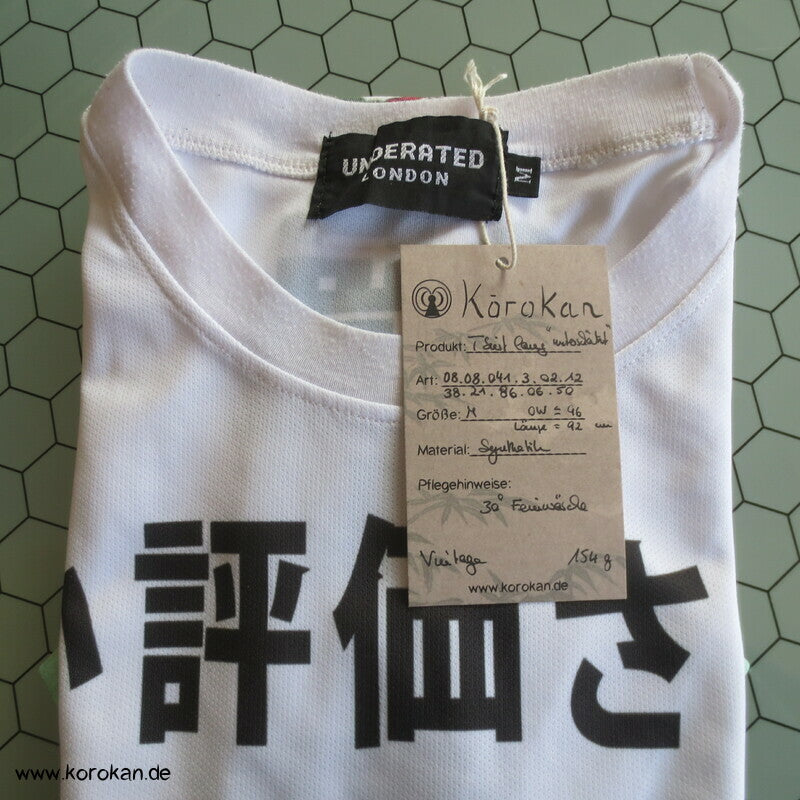 UNDERATED
LONDON
M
Kōrokan
Produkt: T Shirt lang "unterschätzt"
Art: 08.08.041.3.02.12
38.21.86.06.50
Größe: M OW = 46
Länge = 92 cm
Material: Synthetik
Pflegehinweise:
30° Feinwäsche
Vintage 154 g
www.korokan.de
い評価さ
www.korokan.de